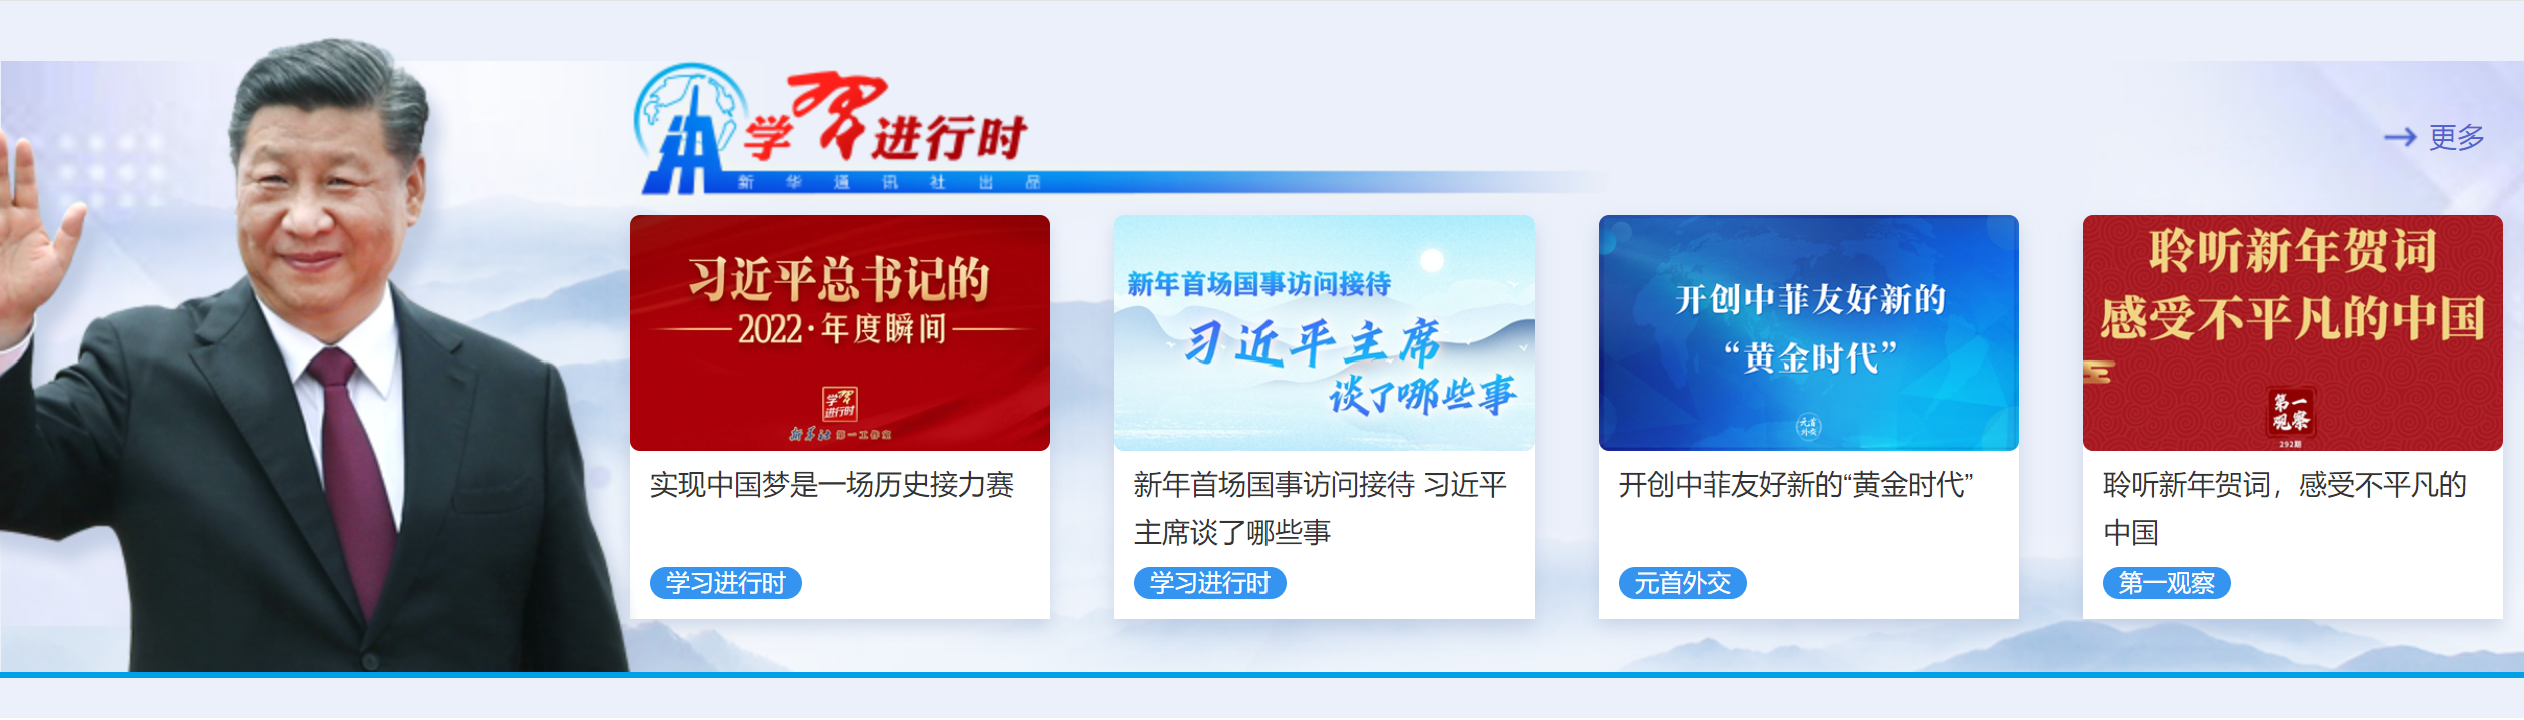 学习进行时
新华通讯社出品
→ 更多
习近平总书记的
2022·年度瞬间
学习
进行时
新华社 第一工作室
实现中国梦是一场历史接力赛
学习进行时
新年首场国事访问接待
习近平主席
谈了哪些事
新年首场国事访问接待 习近平
主席谈了哪些事
学习进行时
开创中菲友好新的
“黄金时代”
元首
外交
开创中菲友好新的“黄金时代”
元首外交
聆听新年贺词
感受不平凡的中国
第一
观察
292期
聆听新年贺词，感受不平凡的
中国
第一观察